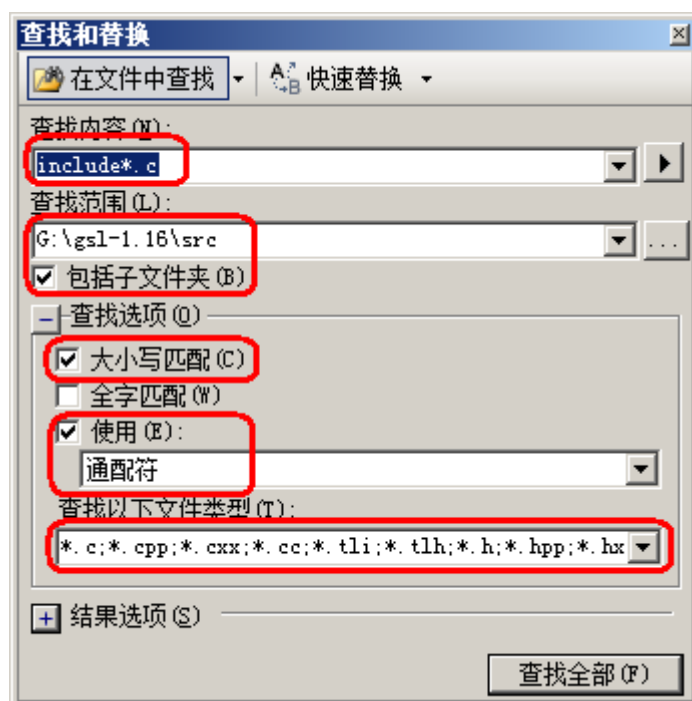 查找和替换
在文件中查找 快速替换
查找内容(N):
include*.c
查找范围(L):
G:\gsl-1.16\src
...
包括子文件夹(B)
查找选项(O)
大小写匹配(C)
全字匹配(W)
使用(E):
通配符
查找以下文件类型(T):
*.c;*.cpp;*.cxx;*.cc;*.tli;*.tlh;*.h;*.hpp;*.hx
结果选项(S)
查找全部(F)